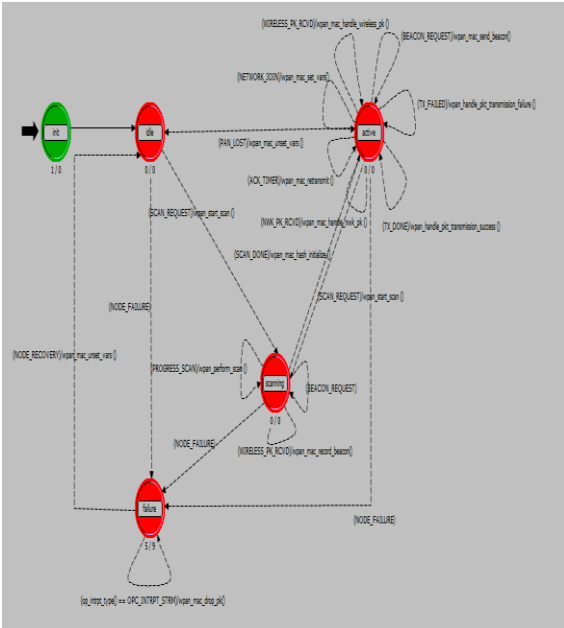 (WIRELESS_PK_RCVD)/wpan_mac_handle_wireless_pk ()
(BEACON_REQUEST)/wpan_mac_send_beacon()
(NETWORK_JOIN)/wpan_mac_set_vars()
(TX_FAILED)/wpan_handle_pkt_transmission_failure ()
init
idle
active
(PAN_LOST)/wpan_mac_unset_vars ()
1 / 0
0 / 0
0 / 0
(ACK_TIMER)/wpan_mac_retransmit()
(SCAN_REQUEST)/wpan_start_scan ()
(NWK_PK_RCVD)/wpan_mac_handle_nwk_pk ()
(TX_DONE)/wpan_handle_pkt_transmission_success ()
(SCAN_DONE)/wpan_mac_hash_initialize()
(SCAN_REQUEST)/wpan_start_scan ()
(NODE_FAILURE)
(NODE_RECOVERY)/wpan_mac_unset_vars ()
(PROGRESS_SCAN)/wpan_perform_scan ()
scanning
(BEACON_REQUEST)
0 / 0
(NODE_FAILURE)
(WIRELESS_PK_RCVD)/wpan_mac_record_beacon()
failure
(NODE_FAILURE)
5 / 9
(op_intrpt_type() == OPC_INTRPT_STRM)/wpan_mac_drop_pk()